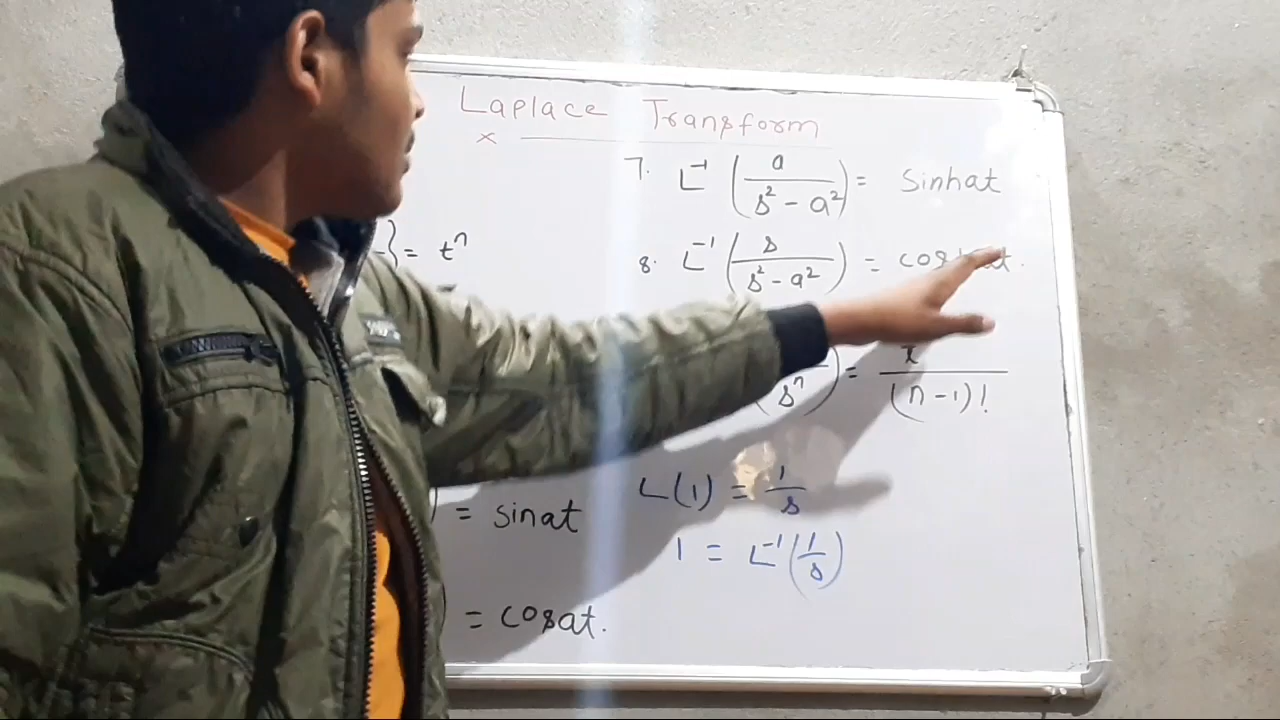 Laplace Transform
×
7. L⁻¹ (a / s² - a²) = Sinhat
} = tⁿ
8. L⁻¹ (s / s² - a²) =
sⁿ) = / (n - 1)!
L(1) = 1/s
) = sinat
1 = L⁻¹(1/s)
= cosat.